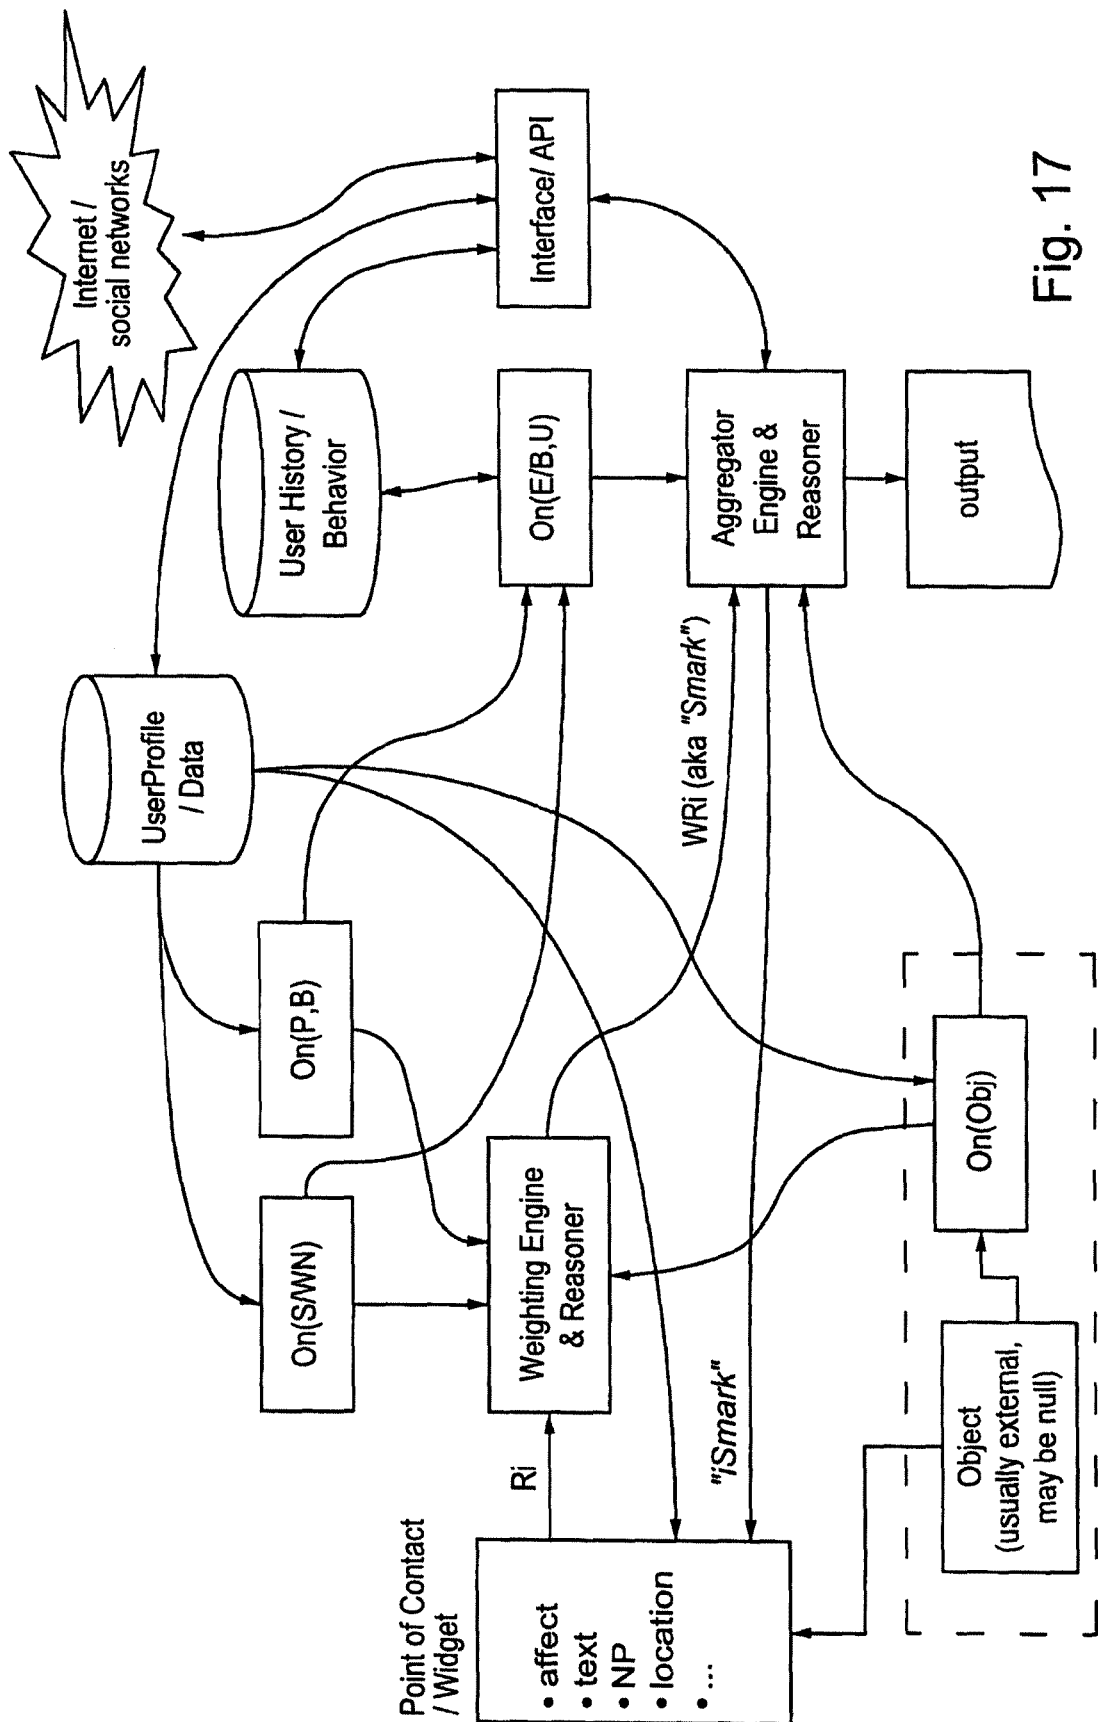 Internet /
social networks
UserProfile
/ Data
User History /
Behavior
Interface/ API
On(S/WN)
On(P,B)
On(E/B,U)
Point of Contact
/ Widget
• affect
• text
• NP
• location
• ...
Ri
Weighting Engine
& Reasoner
WRi (aka "Smark")
"iSmark"
Aggregator
Engine &
Reasoner
Object
(usually external,
may be null)
On(Obj)
output
Fig. 17